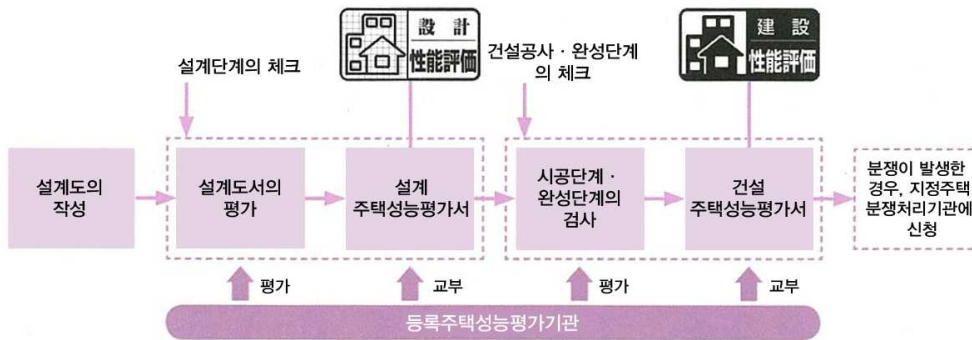 設計
性能評価
建設
性能評価
설계단계의 체크
건설공사 · 완성단계
의 체크
설계도의
작성
설계도서의
평가
설계
주택성능평가서
시공단계 ·
완성단계의
검사
건설
주택성능평가서
분쟁이 발생한
경우, 지정주택
분쟁처리기관에
신청
평가
교부
평가
교부
등록주택성능평가기관